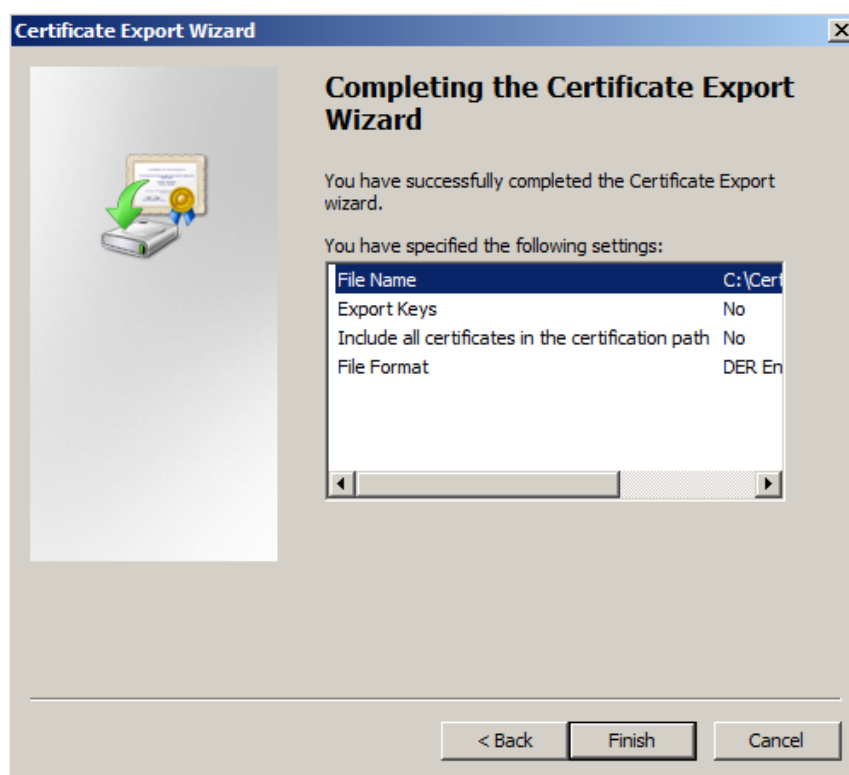 Certificate Export Wizard
Completing the Certificate Export
Wizard
You have successfully completed the Certificate Export
wizard.
You have specified the following settings:
File Name C:\Cert
Export Keys No
Include all certificates in the certification path No
File Format DER En
< Back Finish Cancel